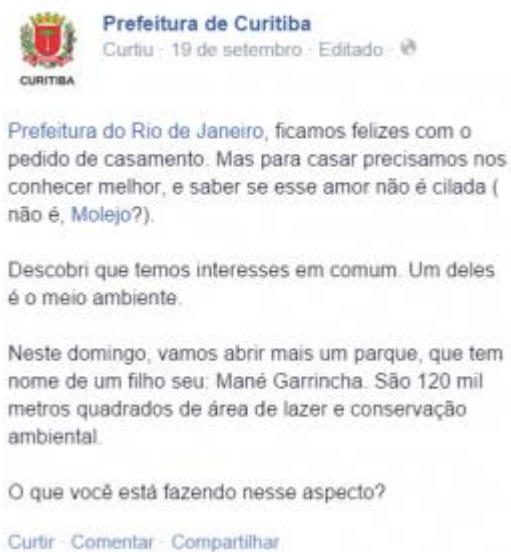 Prefeitura de Curitiba
Curtiu · 19 de setembro · Editado ·
CURITIBA
Prefeitura do Rio de Janeiro, ficamos felizes com o
pedido de casamento. Mas para casar precisamos nos
conhecer melhor, e saber se esse amor não é cilada (
não é, Molejo?).
Descobri que temos interesses em comum. Um deles
é o meio ambiente.
Neste domingo, vamos abrir mais um parque, que tem
nome de um filho seu: Mané Garrincha. São 120 mil
metros quadrados de área de lazer e conservação
ambiental.
O que você está fazendo nesse aspecto?
Curtir · Comentar · Compartilhar